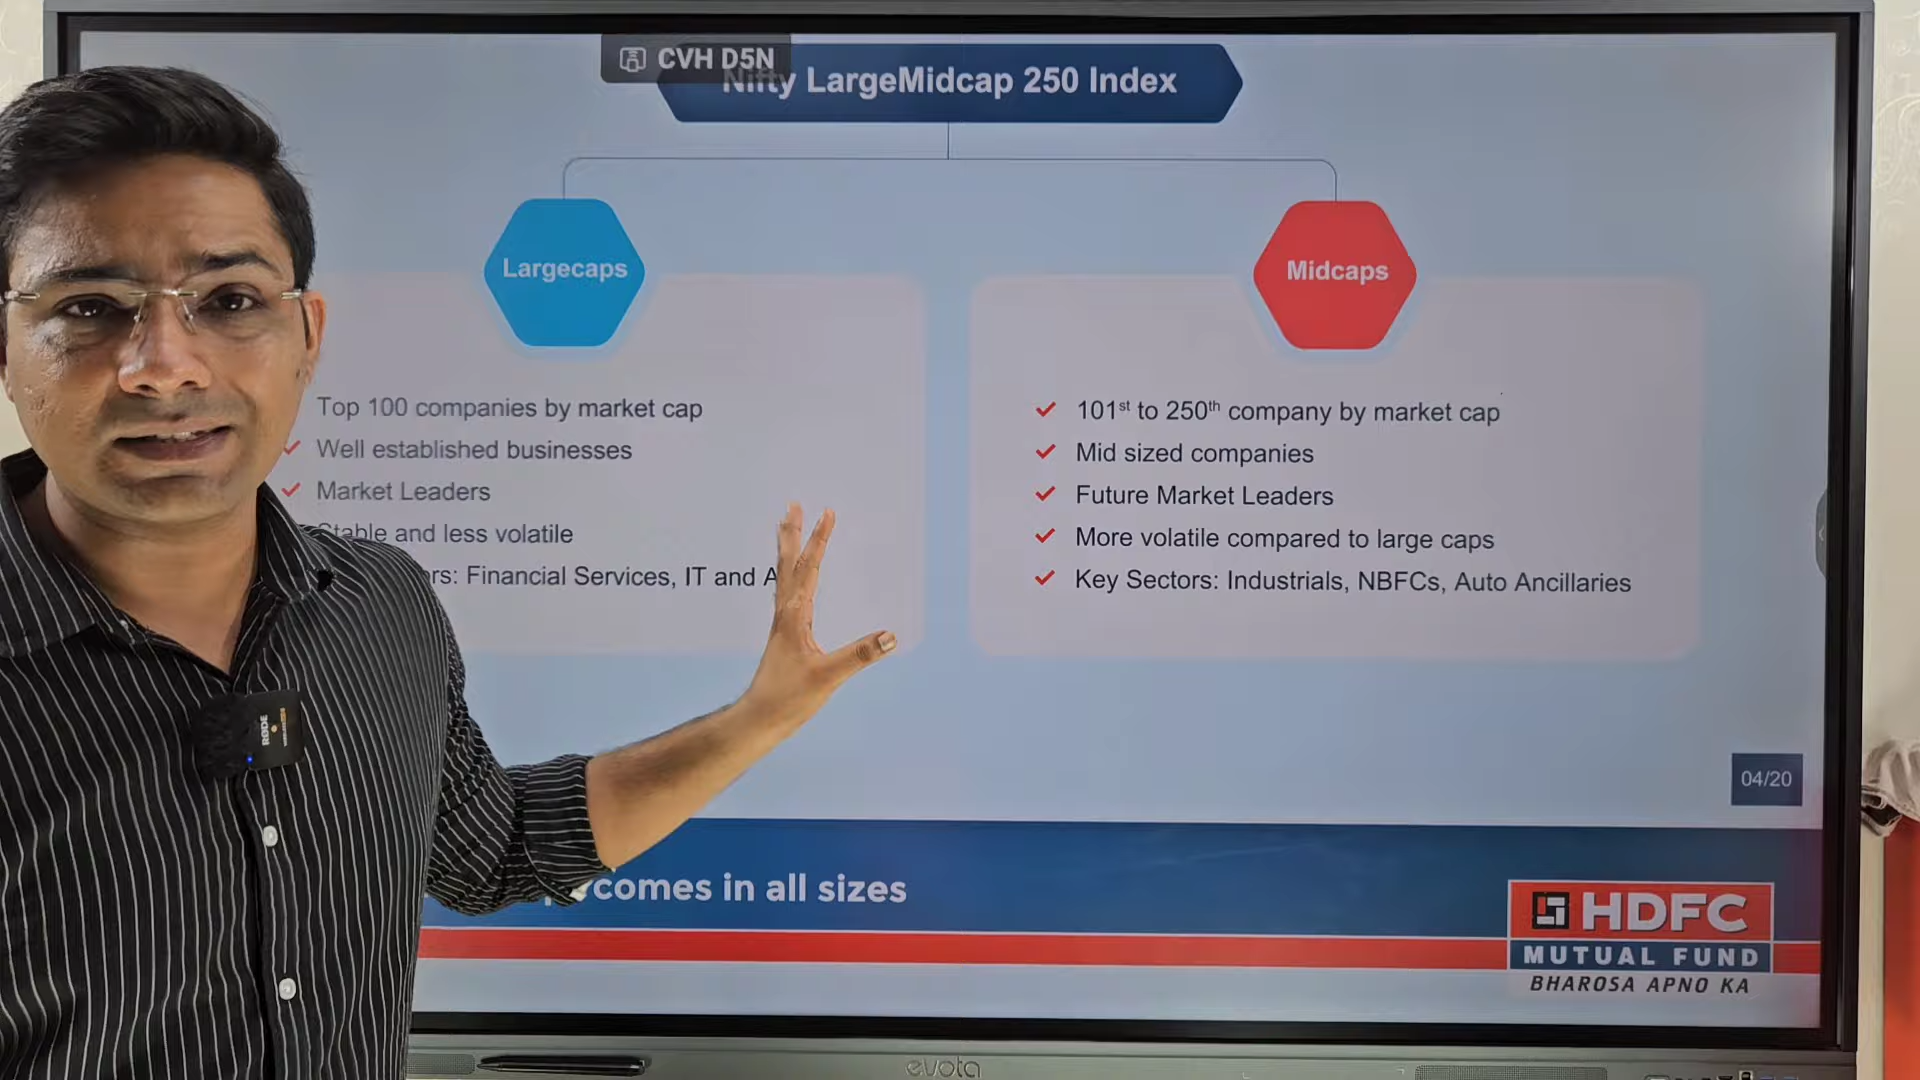 CVH D5N
Nifty LargeMidcap 250 Index
Largecaps
Top 100 companies by market cap
Well established businesses
Market Leaders
Stable and less volatile
Financial Services, IT and
Midcaps
101st to 250th company by market cap
Mid sized companies
Future Market Leaders
More volatile compared to large caps
Key Sectors: Industrials, NBFCs, Auto Ancillaries
04/20
comes in all sizes
HDFC
MUTUAL FUND
BHAROSA APNO KA
RODE
evota